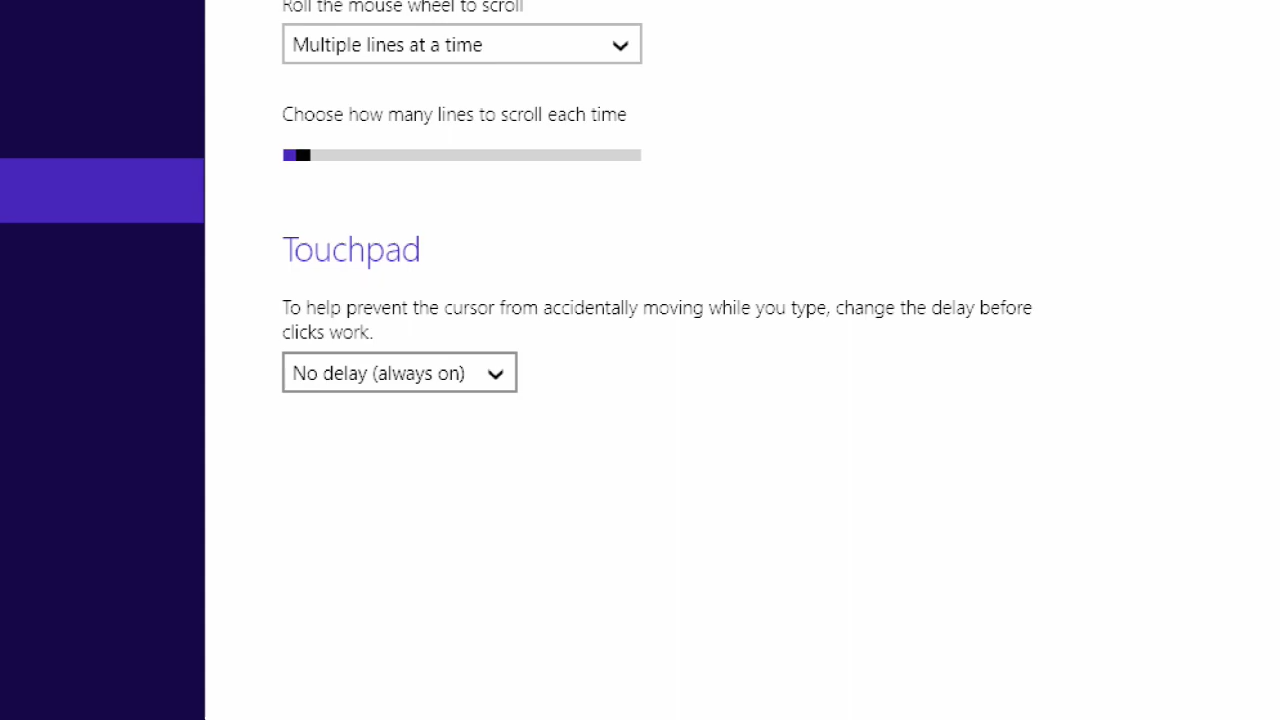 Roll the mouse wheel to scroll
Multiple lines at a time
Choose how many lines to scroll each time
Touchpad
To help prevent the cursor from accidentally moving while you type, change the delay before
clicks work.
No delay (always on)